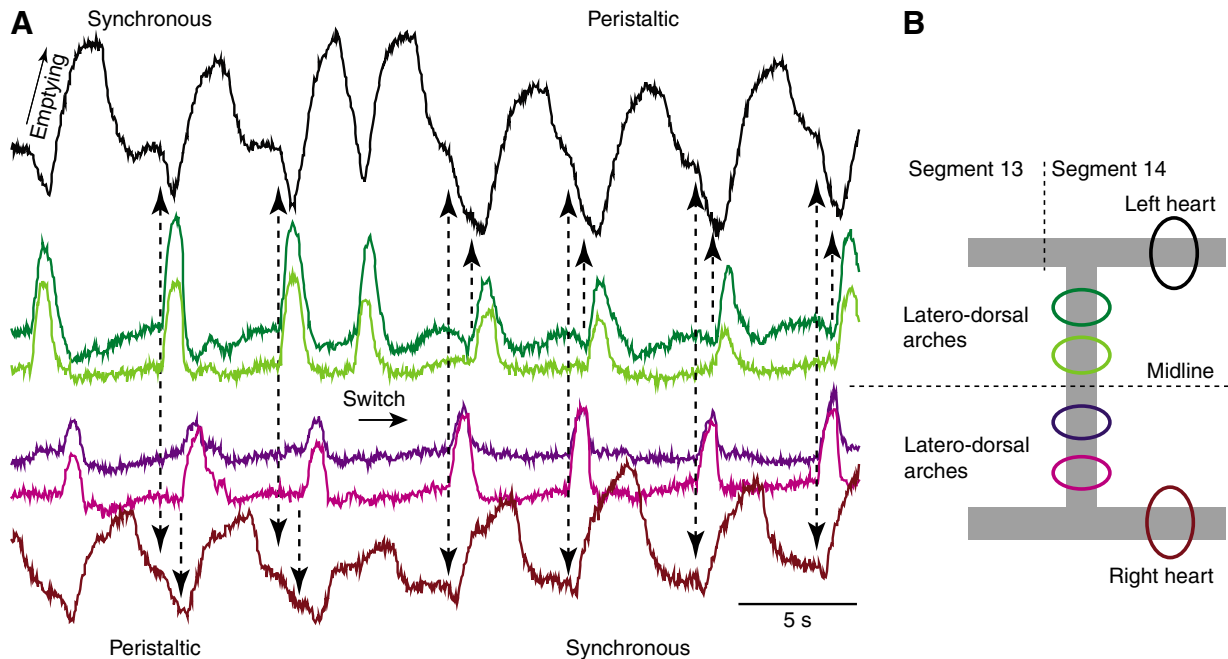 A
Synchronous
Peristaltic
B
Emptying
Segment 13
Segment 14
Left heart
Latero-dorsal
arches
Midline
Switch
Latero-dorsal
arches
Right heart
5 s
Peristaltic
Synchronous